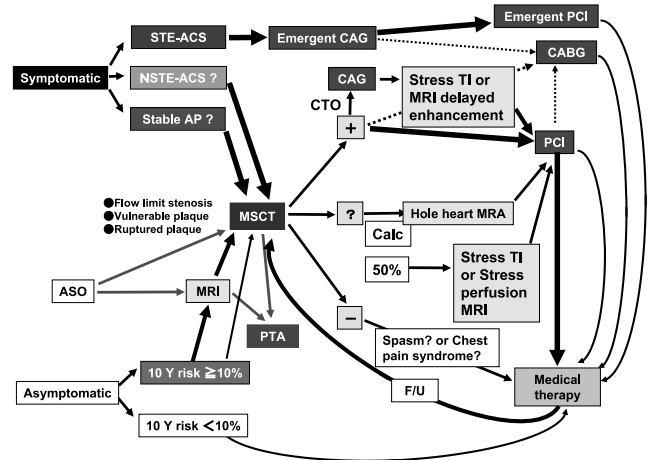 STE-ACS
Emergent CAG
Emergent PCI
CABG
Symptomatic
NSTE-ACS ?
Stable AP ?
CAG
CTO
+
Stress TI or
MRI delayed
enhancement
PCI
●Flow limit stenosis
●Vulnerable plaque
●Ruptured plaque
MSCT
?
Calc
Hole heart MRA
50%
Stress TI
or Stress
perfusion
MRI
ASO
MRI
PTA
−
Spasm? or Chest
pain syndrome?
10 Y risk ≧10%
Asymptomatic
10 Y risk <10%
F/U
Medical
therapy